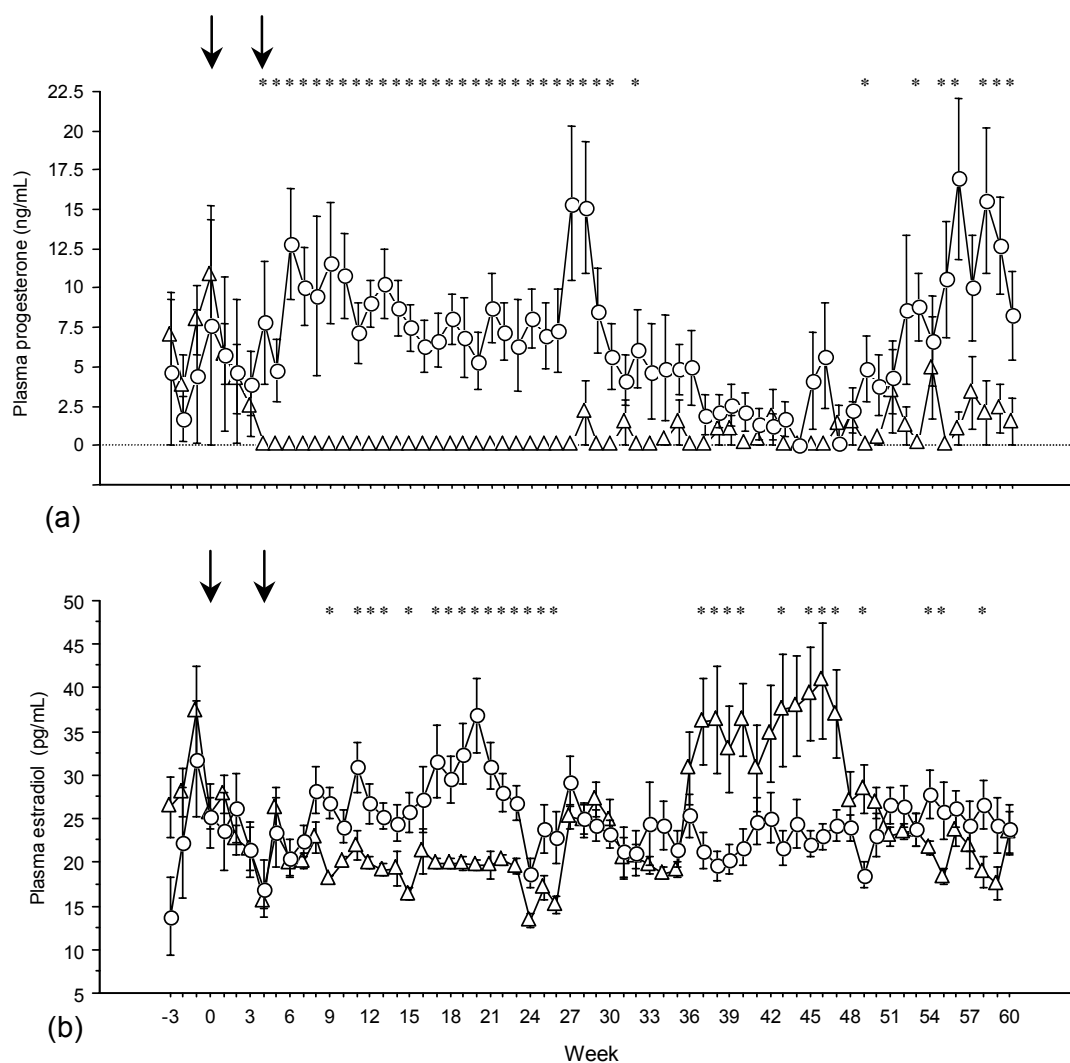 * * * * * * * * * * * * * * * * * * * * * * * * * * * * * * * * * * *
22.5
20
17.5
15
12.5
10
7.5
5
2.5
0
Plasma progesterone (ng/mL)
(a)
* * * * * * * * * * * * * * * * * * * * * * * * * * *
50
45
40
35
30
25
20
15
10
5
Plasma estradiol (pg/mL)
-3 0 3 6 9 12 15 18 21 24 27 30 33 36 39 42 45 48 51 54 57 60
(b)
Week